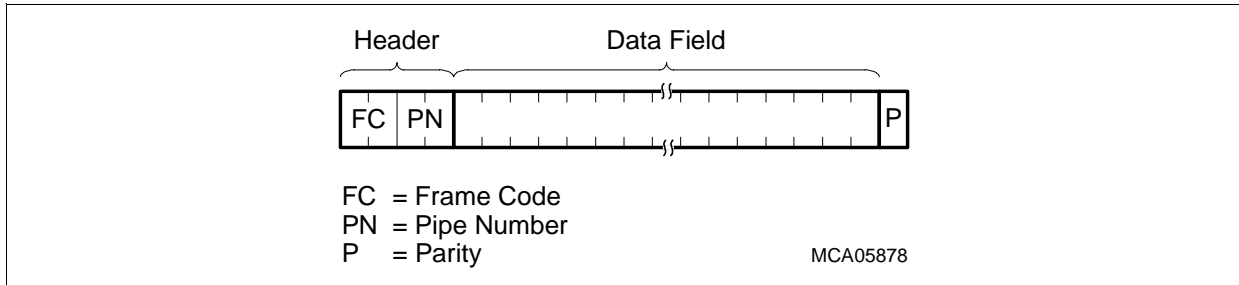 Header Data Field
FC PN P
FC = Frame Code
PN = Pipe Number
P = Parity
MCA05878